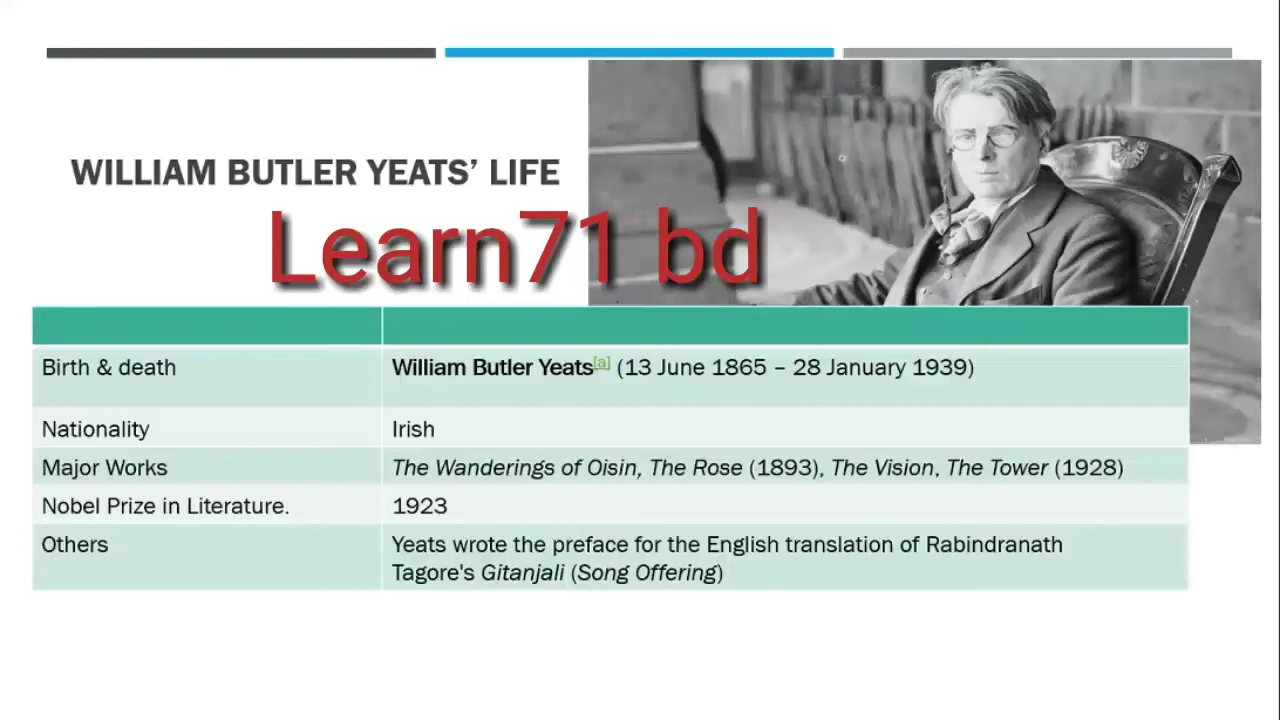 WILLIAM BUTLER YEATS’ LIFE
Learn71 bd
Birth & death
William Butler Yeats[a] (13 June 1865 – 28 January 1939)
Nationality
Irish
Major Works
The Wanderings of Oisin, The Rose (1893), The Vision, The Tower (1928)
Nobel Prize in Literature.
1923
Others
Yeats wrote the preface for the English translation of Rabindranath
Tagore's Gitanjali (Song Offering)